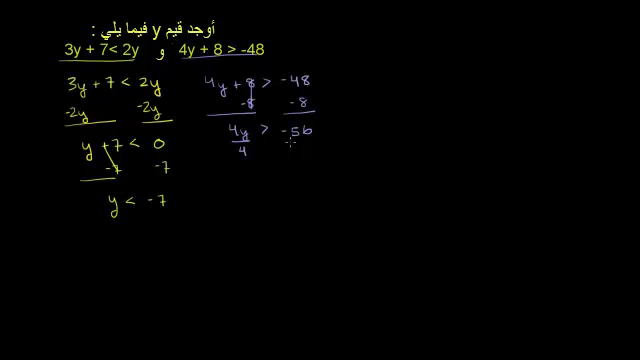 أوجد قيم y فيما يلي :
3y + 7< 2y و 4y + 8 > -48
3y + 7 < 2y
-2y -2y
y + 7 < 0
-7 -7
y < -7
4y + 8 > -48
-8 -8
4y > -56
4